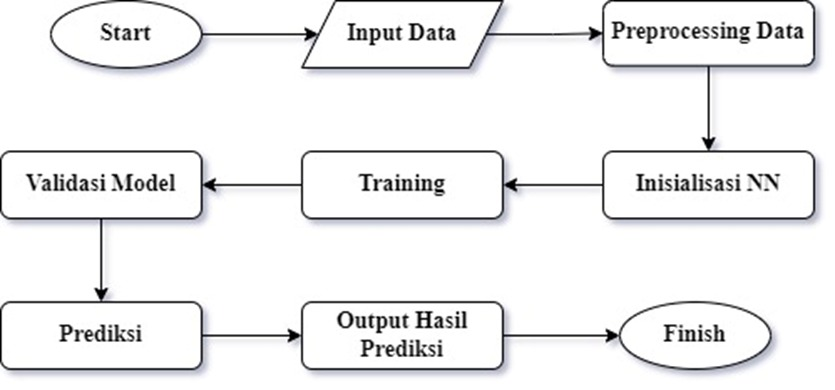 Start
Input Data
Preprocessing Data
Inisialisasi NN
Training
Validasi Model
Prediksi
Output Hasil
Prediksi
Finish